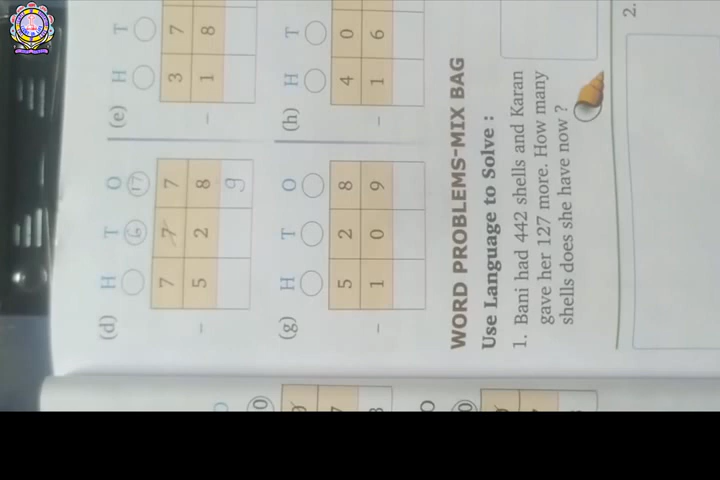 (d) H T O
6 17
7 7 7
- 5 2 8
9
(e) H T
3 7
- 1 8
(g) H T O
5 2 8
- 1 0 9
(h) H T
4 0
- 1 6
WORD PROBLEMS-MIX BAG
Use Language to Solve :
1. Bani had 442 shells and Karan
gave her 127 more. How many
shells does she have now ?
2.